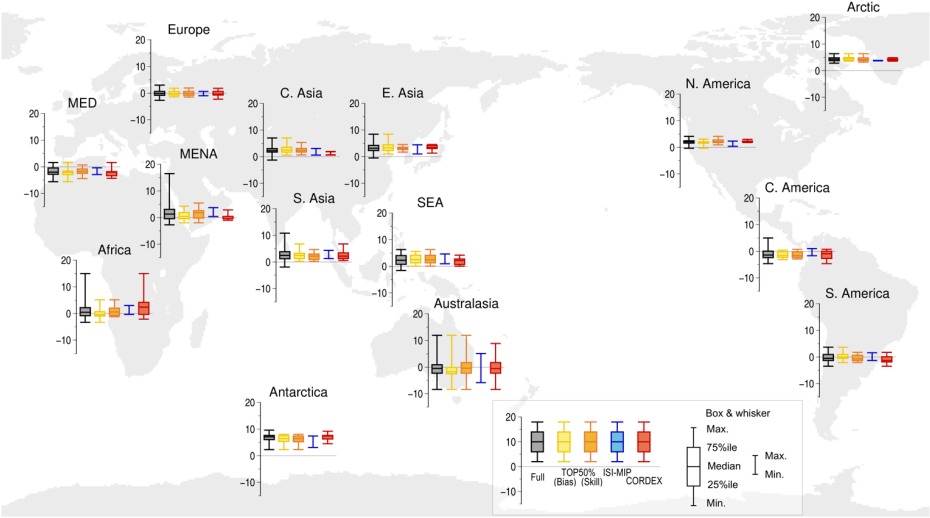 Arctic
20
10
0
−10
Europe
20
10
0
−10
N. America
20
10
0
−10
MED
20
10
0
−10
C. Asia
20
10
0
−10
E. Asia
20
10
0
−10
MENA
20
10
0
−10
C. America
20
10
0
−10
S. Asia
20
10
0
−10
SEA
20
10
0
−10
Africa
20
10
0
−10
S. America
20
10
0
−10
Australasia
20
10
0
−10
Antarctica
20
10
0
−10
20
10
0
−10
Full
TOP50%
(Bias) (Skill)
ISI-MIP
CORDEX
Box & whisker
Max.
75%ile
Median
25%ile
Min.
Max.
Min.